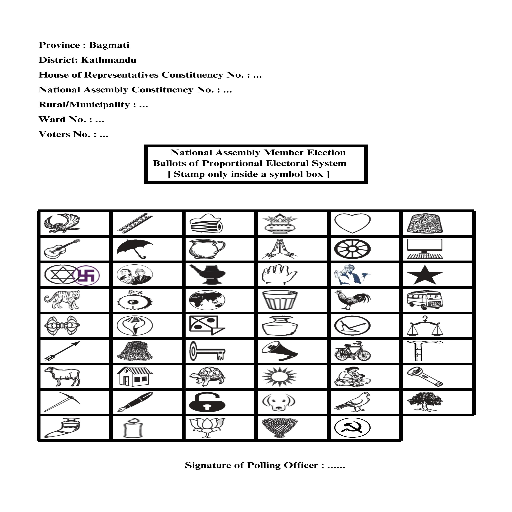 Province : Bagmati
District: Kathmandu
House of Representatives Constituency No. : ...
National Assembly Constituency No. : ...
Rural/Municipality : ...
Ward No. : ...
Voters No. : ...
National Assembly Member Election
Ballots of Proportional Electoral System
[ Stamp only inside a symbol box ]
Signature of Polling Officer : ......